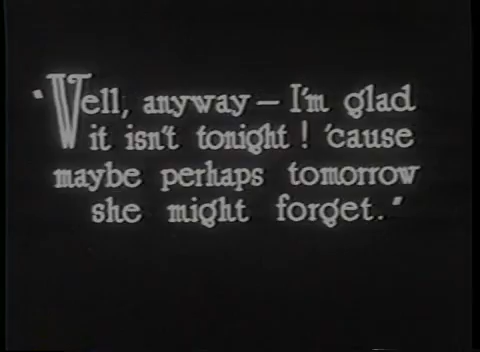 "Well, anyway — I'm glad
it isn't tonight! 'cause
maybe perhaps tomorrow
she might forget."